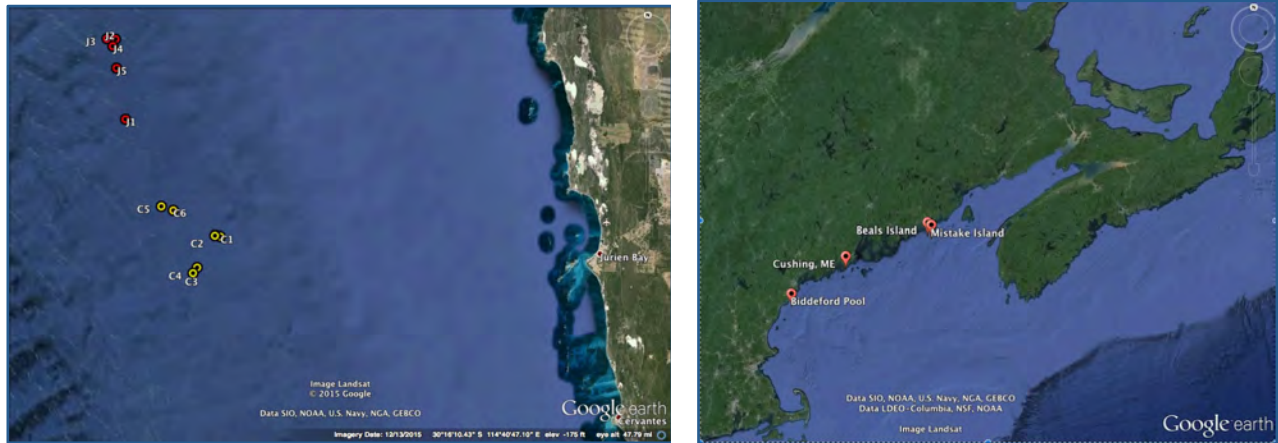 J3
J2
J4
J5
J1
C5
C6
C2
C1
C4
C3
Jurien Bay
Image Landsat
© 2015 Google
Data SIO, NOAA, U.S. Navy, NGA, GEBCO
Google earth
Cervantes
Imagery Date: 12/13/2015 30°16'10.43" S 114°40'47.10" E elev -175 ft eye alt 47.79 mi
N
Beals Island
Mistake Island
Cushing, ME
Biddeford Pool
Data SIO, NOAA, U.S. Navy, NGA, GEBCO
Data LDEO-Columbia, NSF, NOAA
Image Landsat
Google earth